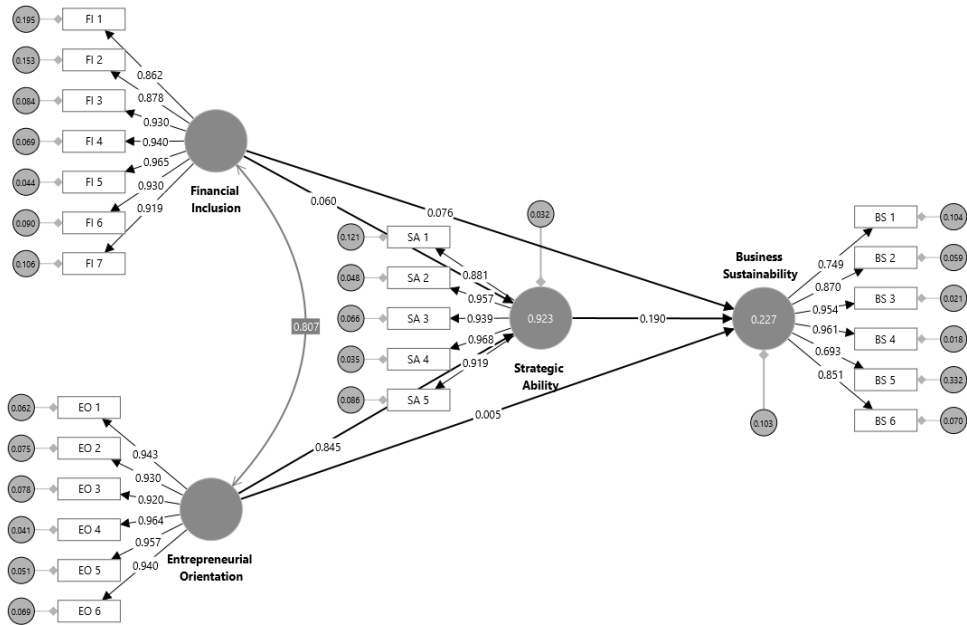 0.195
FI 1
0.153
FI 2
0.084
FI 3
0.069
FI 4
0.044
FI 5
0.090
FI 6
0.106
FI 7
0.862
0.878
0.930
0.940
0.965
0.930
0.919
Financial
Inclusion
0.060
0.076
0.807
0.032
0.121
SA 1
0.048
SA 2
0.066
SA 3
0.035
SA 4
0.086
SA 5
0.881
0.957
0.939
0.968
0.919
0.923
Strategic
Ability
0.190
0.005
0.845
Business
Sustainability
0.227
0.103
0.749
0.870
0.954
0.961
0.693
0.851
BS 1
0.104
BS 2
0.059
BS 3
0.021
BS 4
0.018
BS 5
0.332
BS 6
0.070
0.062
EO 1
0.075
EO 2
0.078
EO 3
0.041
EO 4
0.051
EO 5
0.069
EO 6
0.943
0.930
0.920
0.964
0.957
0.940
Entrepreneurial
Orientation